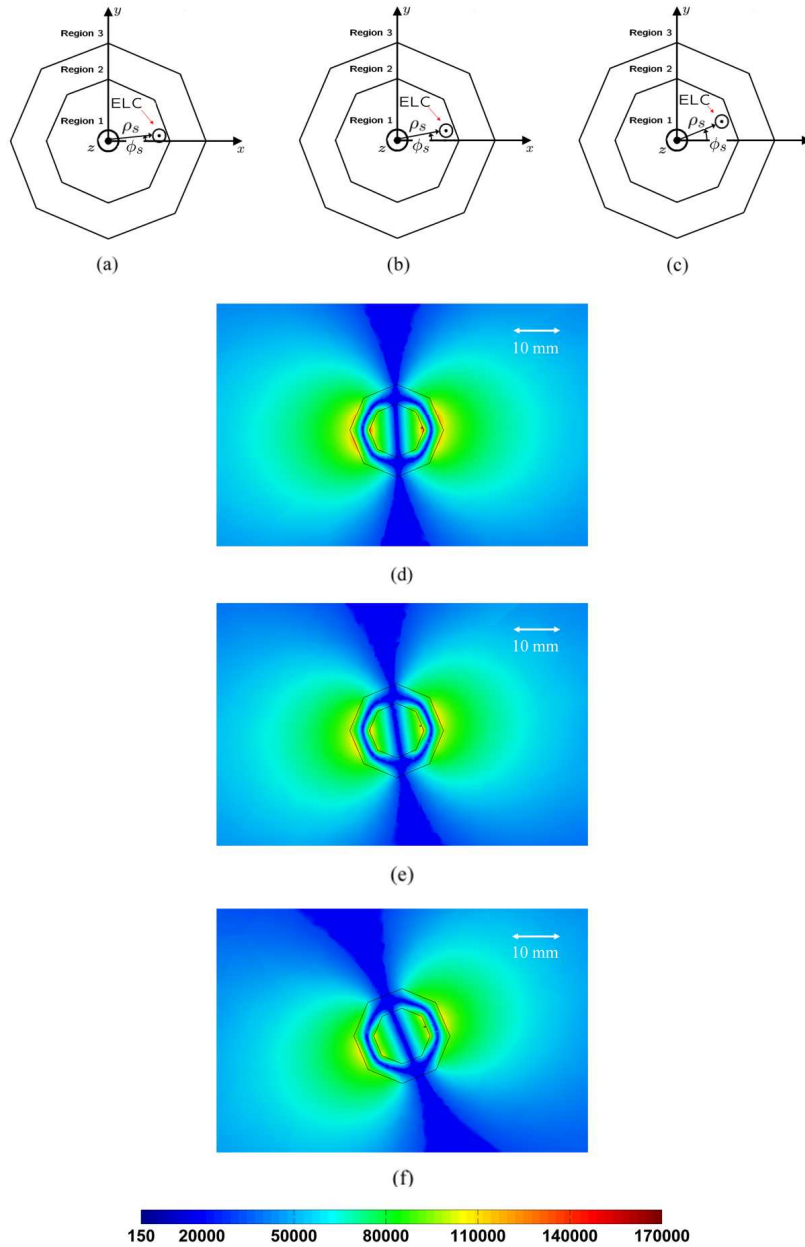 y
Region 3
Region 2
ELC
Region 1
ρs
z
ϕs
x
(a)
y
Region 3
Region 2
ELC
Region 1
ρs
z
ϕs
x
(b)
y
Region 3
Region 2
ELC
Region 1
ρs
z
ϕs
(c)
10 mm
(d)
10 mm
(e)
10 mm
(f)
150 20000 50000 80000 110000 140000 170000